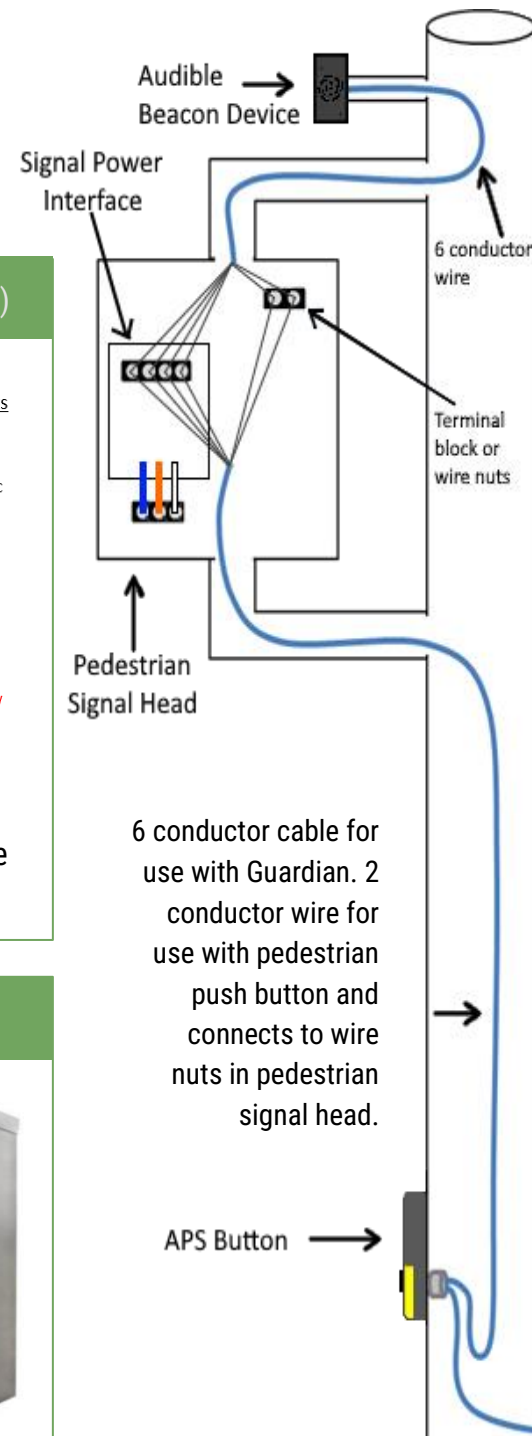 Audible
Beacon Device
Signal Power
Interface
6 conductor
wire
)
s
c
Terminal
block or
wire nuts
Pedestrian
Signal Head
e
6 conductor cable for
use with Guardian. 2
conductor wire for
use with pedestrian
push button and
connects to wire
nuts in pedestrian
signal head.
APS Button